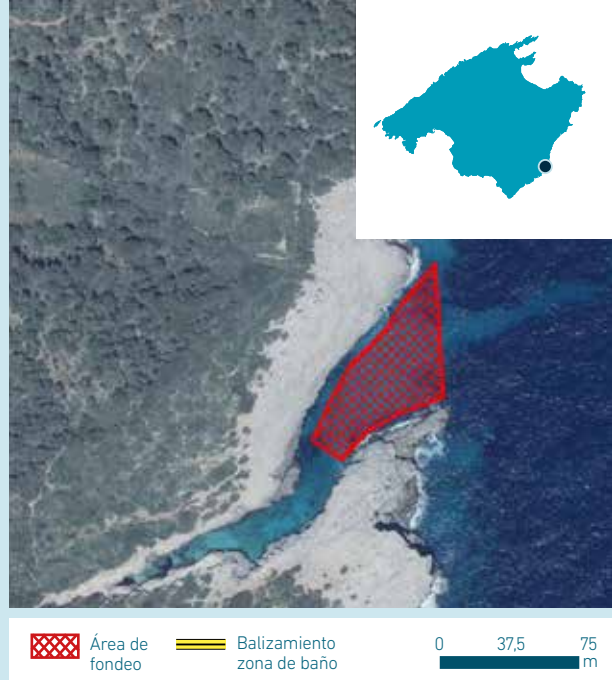 Área de
fondeo
Balizamiento
zona de baño
0 37,5 75
m